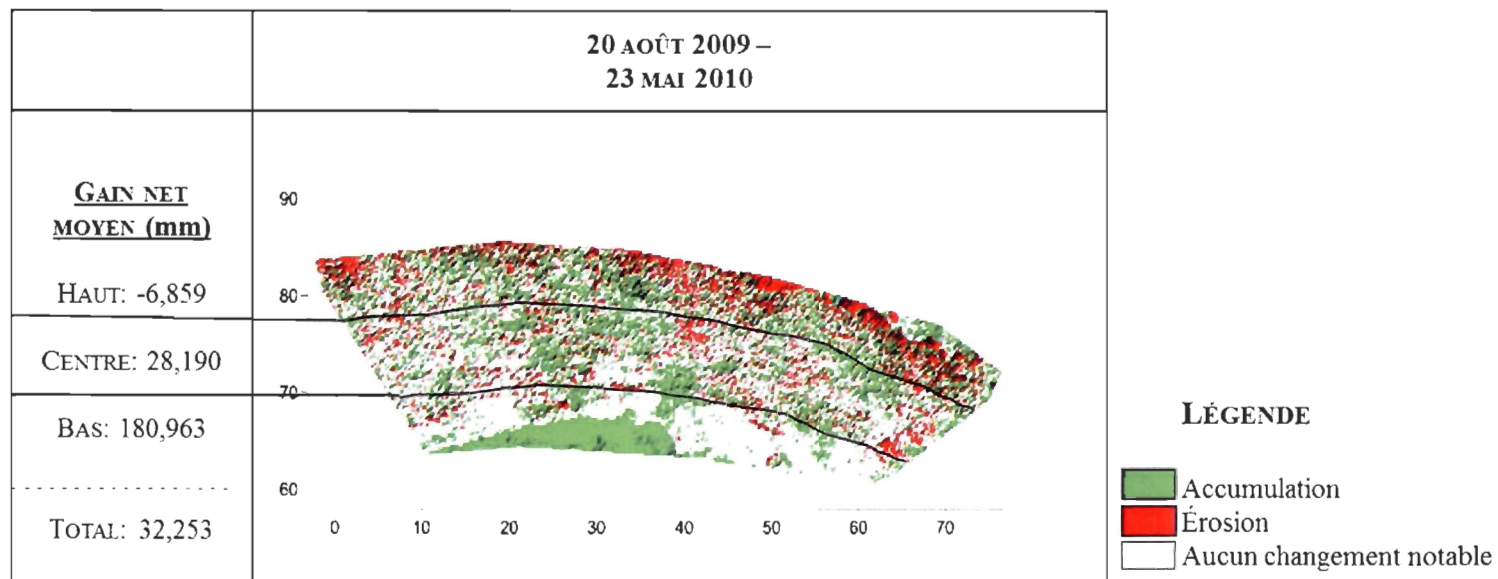 20 AOÛT 2009 –
23 MAI 2010
GAIN NET
MOYEN (mm)
HAUT: -6,859
CENTRE: 28,190
BAS: 180,963
TOTAL: 32,253
90
80
70
60
0 10 20 30 40 50 60 70
LÉGENDE
Accumulation
Érosion
Aucun changement notable